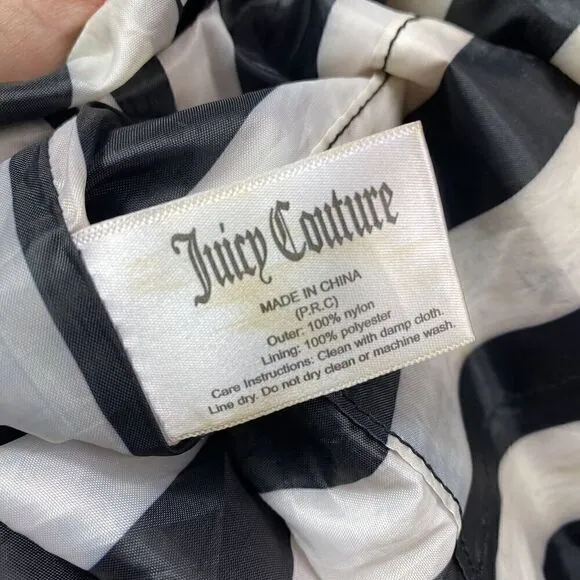 Juicy Couture
MADE IN CHINA
(P.R.C)
Outer: 100% nylon
Lining: 100% polyester
Care Instructions: Clean with damp cloth.
Line dry. Do not dry clean or machine wash.